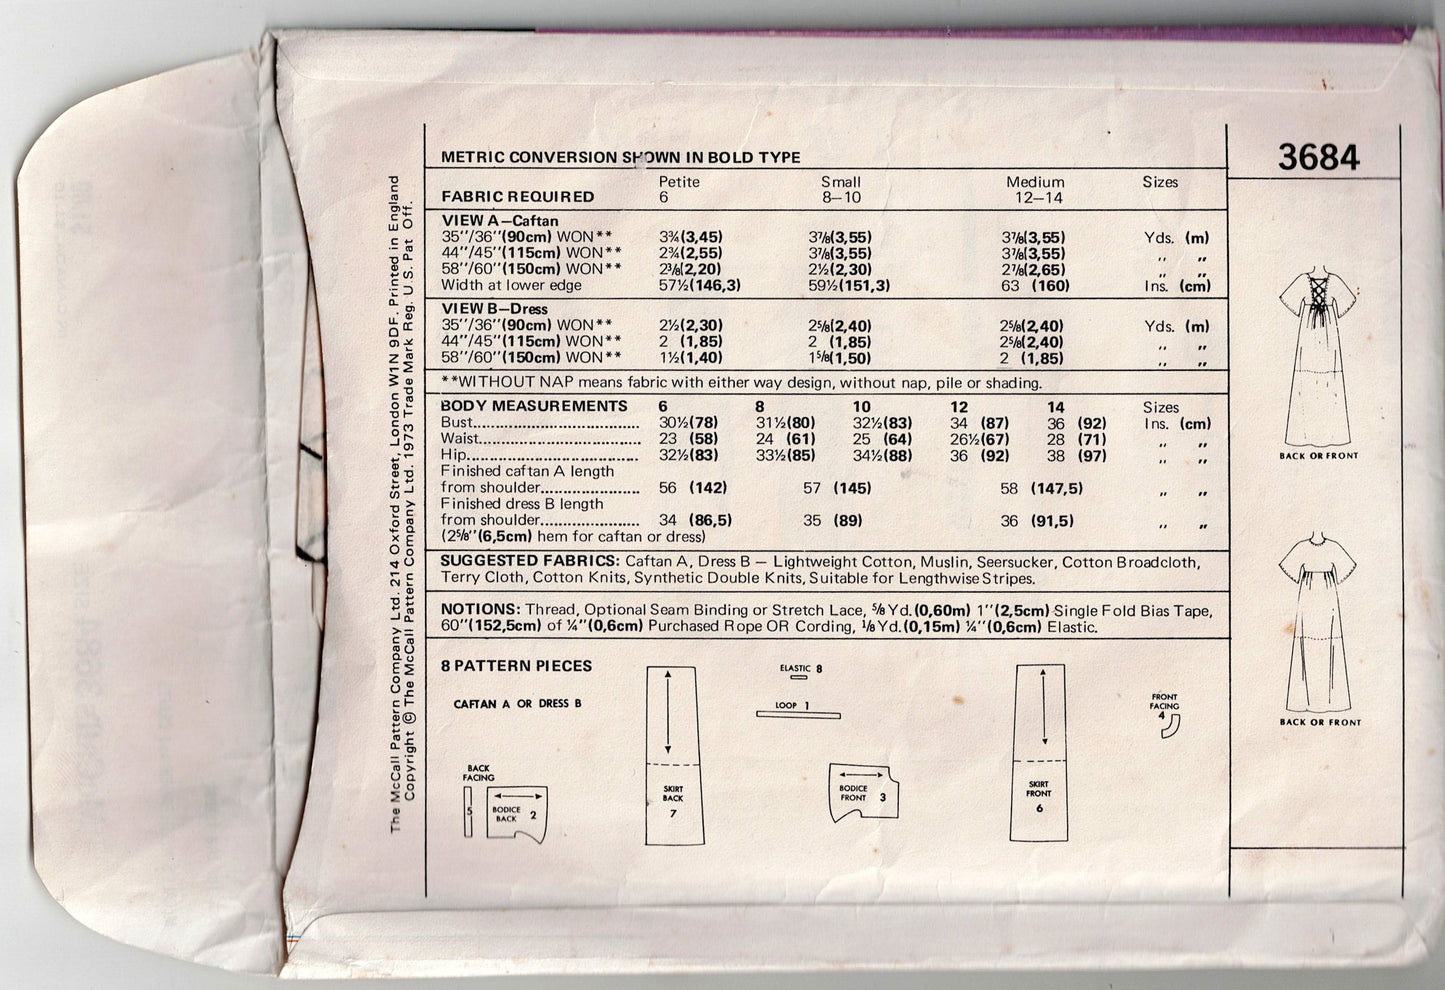 METRIC CONVERSION SHOWN IN BOLD TYPE
FABRIC REQUIRED Petite 6 Small 8–10 Medium 12–14 Sizes
VIEW A–Caftan
35''/36''(90cm) WON** 3¾(3,45) 3⅞(3,55) 3⅞(3,55) Yds. (m)
44''/45''(115cm) WON** 2¾(2,55) 3⅞(3,55) 3⅞(3,55) ,, ,,
58''/60''(150cm) WON** 2⅜(2,20) 2½(2,30) 2⅞(2,65) ,, ,,
Width at lower edge 57½(146,3) 59½(151,3) 63 (160) Ins. (cm)
VIEW B–Dress
35''/36''(90cm) WON** 2½(2,30) 2⅝(2,40) 2⅝(2,40) Yds. (m)
44''/45''(115cm) WON** 2 (1,85) 2 (1,85) 2⅝(2,40) ,, ,,
58''/60''(150cm) WON** 1½(1,40) 1⅝(1,50) 2 (1,85) ,, ,,
**WITHOUT NAP means fabric with either way design, without nap, pile or shading.
BODY MEASUREMENTS 6 8 10 12 14 Sizes
Bust 30½(78) 31½(80) 32½(83) 34 (87) 36 (92) Ins. (cm)
Waist 23 (58) 24 (61) 25 (64) 26½(67) 28 (71) ,, ,,
Hip 32½(83) 33½(85) 34½(88) 36 (92) 38 (97) ,, ,,
Finished caftan A length
from shoulder 56 (142) 57 (145) 58 (147,5) ,, ,,
Finished dress B length
from shoulder 34 (86,5) 35 (89) 36 (91,5) ,, ,,
(2⅝''(6,5cm) hem for caftan or dress)
SUGGESTED FABRICS: Caftan A, Dress B — Lightweight Cotton, Muslin, Seersucker, Cotton Broadcloth,
Terry Cloth, Cotton Knits, Synthetic Double Knits, Suitable for Lengthwise Stripes.
NOTIONS: Thread, Optional Seam Binding or Stretch Lace, ⅝Yd.(0,60m) 1''(2,5cm) Single Fold Bias Tape,
60''(152,5cm) of ¼''(0,6cm) Purchased Rope OR Cording, ⅛Yd.(0,15m) ¼''(0,6cm) Elastic.
8 PATTERN PIECES
CAFTAN A OR DRESS B
BACK
FACING
5
BODICE
BACK 2
SKIRT
BACK
7
ELASTIC 8
LOOP 1
BODICE
FRONT 3
SKIRT
FRONT
6
FRONT
FACING
4
3684
BACK OR FRONT
BACK OR FRONT
The McCall Pattern Company Ltd. 214 Oxford Street, London W1N 9DF. Printed in England
Copyright © The McCall Pattern Company Ltd. 1973 Trade Mark Reg. U.S. Pat Off.